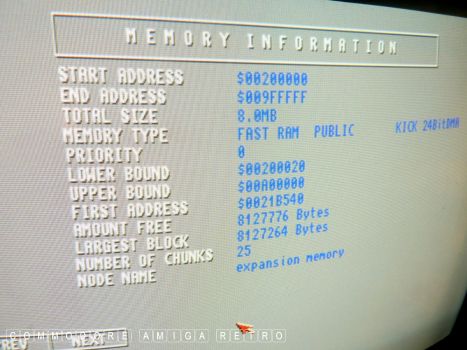 MEMORY INFORMATION
START ADDRESS $00200000
END ADDRESS $009FFFFF
TOTAL SIZE 8.0MB
MEMORY TYPE FAST RAM PUBLIC KICK 24BitDMA
PRIORITY 0
LOWER BOUND $00200020
UPPER BOUND $00A00000
FIRST ADDRESS $0021B540
AMOUNT FREE 8127776 Bytes
LARGEST BLOCK 8127264 Bytes
NUMBER OF CHUNKS 25
NODE NAME expansion memory
PREV NEXT
COMMODORE AMIGA RETRO